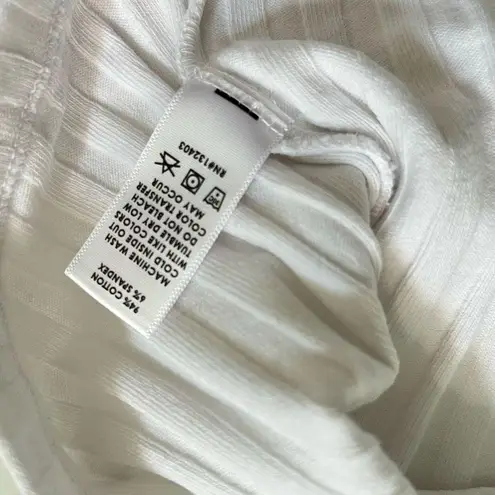 94% COTTON
6% SPANDEX
MACHINE WASH
COLD INSIDE OUT
WITH LIKE COLORS
TUMBLE DRY LOW
DO NOT BLEACH
COLOR TRANSFER
MAY OCCUR
RN#132403